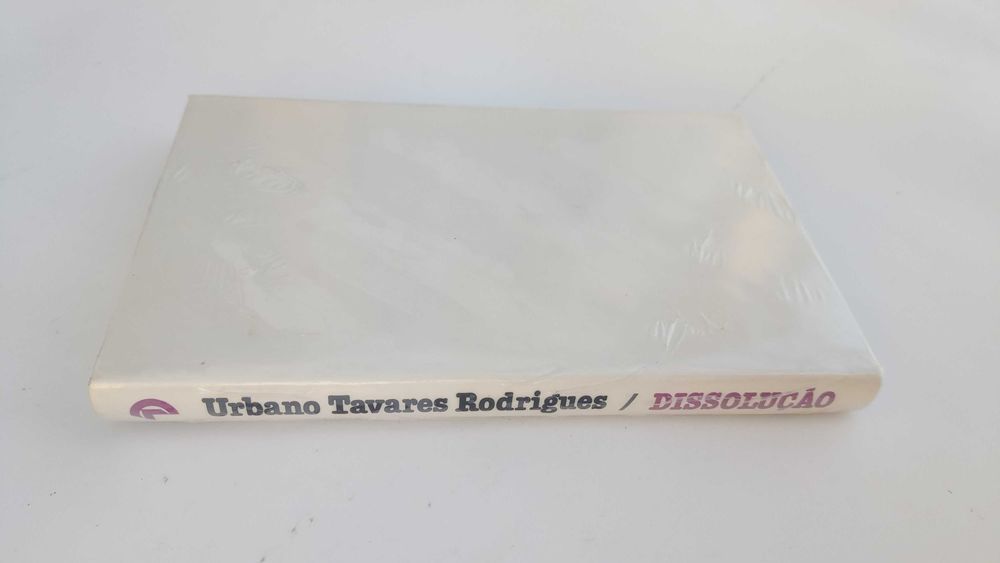 Urbano Tavares Rodrigues / DISSOLUÇÃO